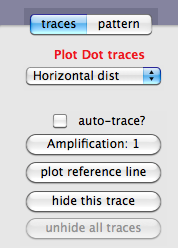 traces pattern
Plot Dot traces
Horizontal dist
auto-trace?
Amplification: 1
plot reference line
hide this trace
unhide all traces